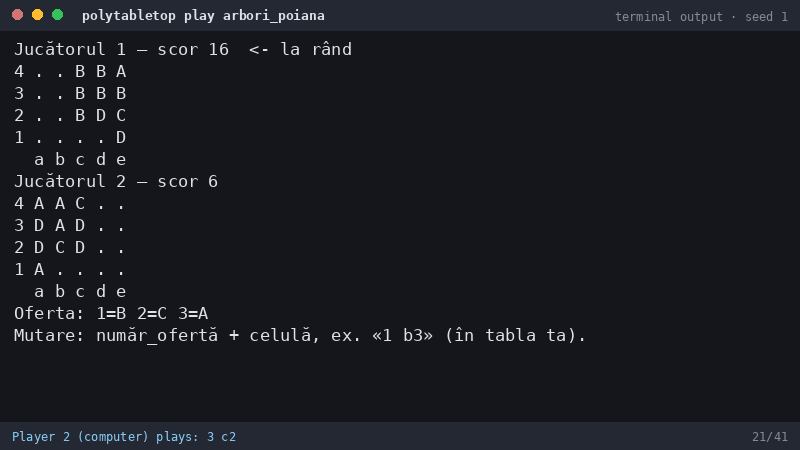 polytabletop play arbori_poiana
terminal output · seed 1
Jucătorul 1 — scor 16  <- la rând
4 . . B B A
3 . . B B B
2 . . B D C
1 . . . . D
  a b c d e
Jucătorul 2 — scor 6
4 A A C . .
3 D A D . .
2 D C D . .
1 A . . . .
  a b c d e
Oferta: 1=B 2=C 3=A
Mutare: număr_ofertă + celulă, ex. «1 b3» (în tabla ta).
Player 2 (computer) plays: 3 c2
21/41